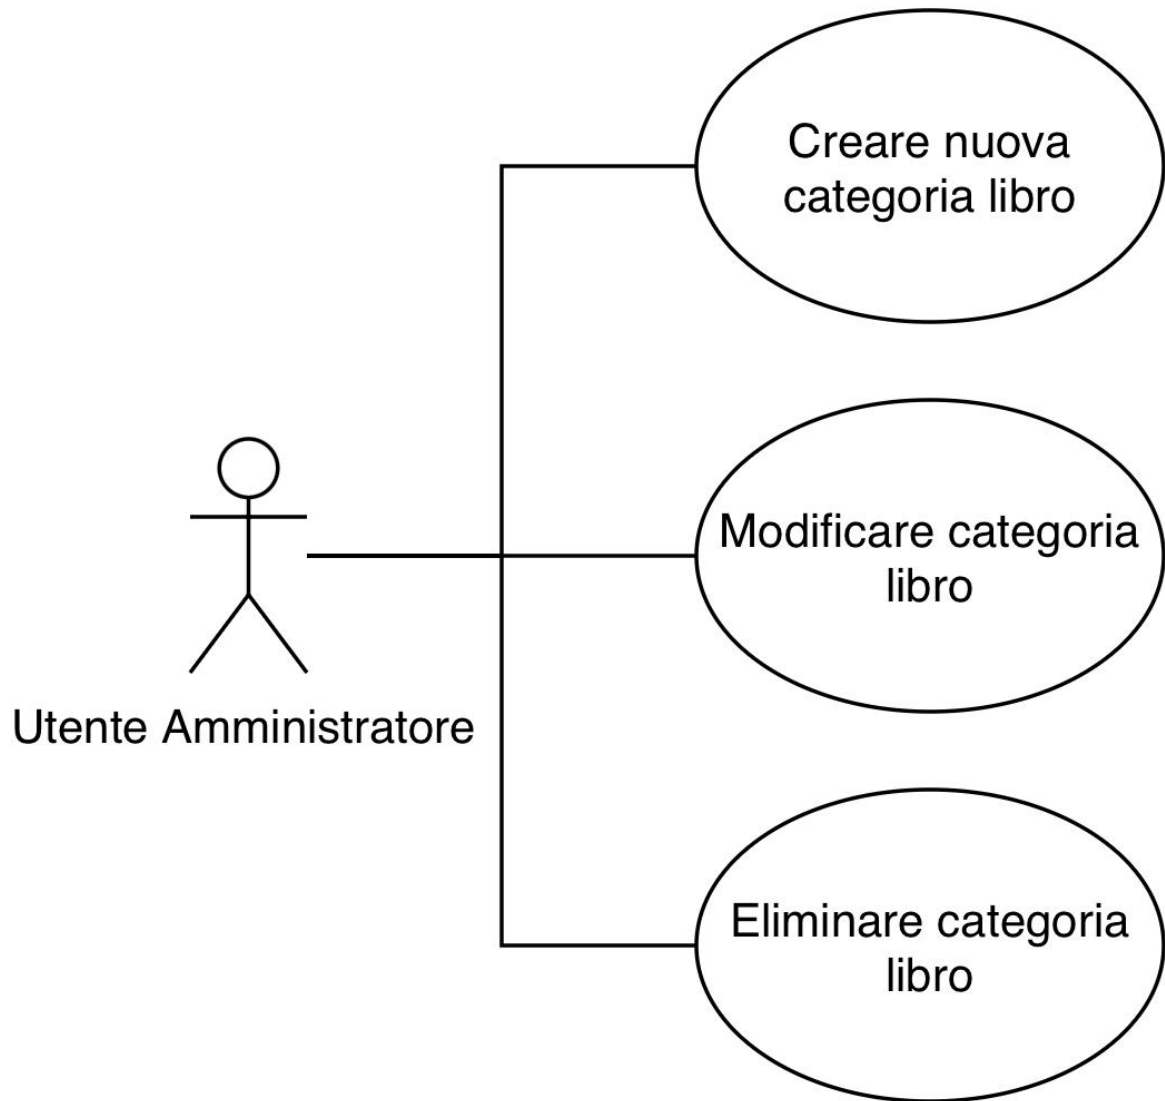 Creare nuova
categoria libro
Modificare categoria
libro
Utente Amministratore
Eliminare categoria
libro